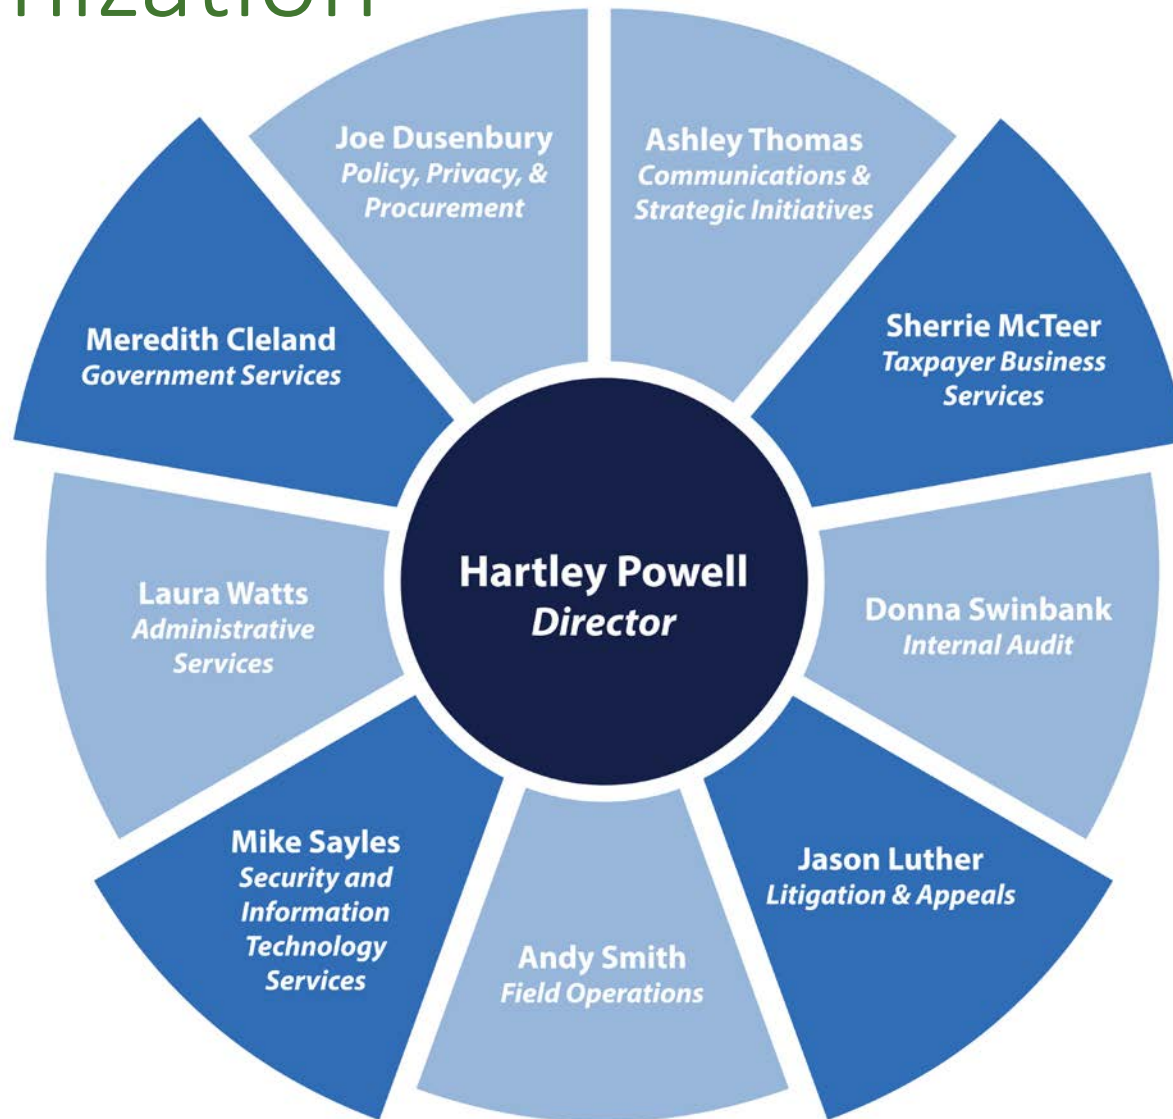 nization
Joe Dusenbury
Policy, Privacy, &
Procurement
Ashley Thomas
Communications &
Strategic Initiatives
Sherrie McTeer
Taxpayer Business
Services
Donna Swinbank
Internal Audit
Jason Luther
Litigation & Appeals
Andy Smith
Field Operations
Mike Sayles
Security and
Information
Technology
Services
Laura Watts
Administrative
Services
Meredith Cleland
Government Services
Hartley Powell
Director